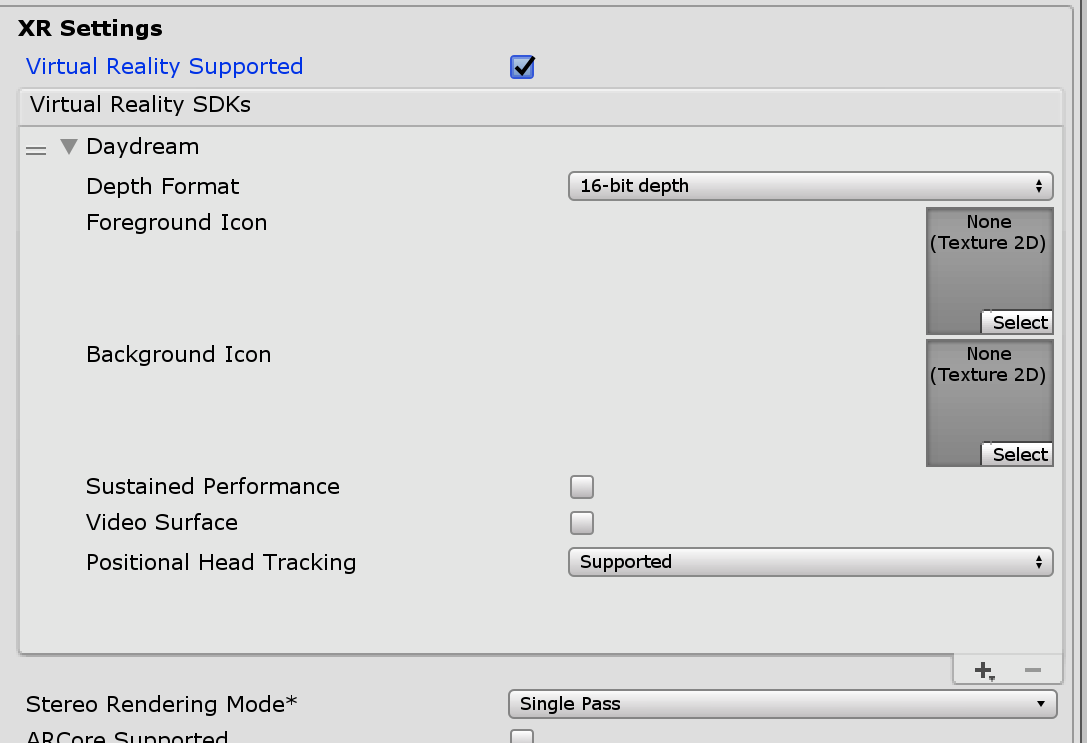 XR Settings
Virtual Reality Supported
Virtual Reality SDKs
Daydream
Depth Format 16-bit depth
Foreground Icon None
(Texture 2D)
Select
Background Icon None
(Texture 2D)
Select
Sustained Performance
Video Surface
Positional Head Tracking Supported
Stereo Rendering Mode* Single Pass
ARCore Supported